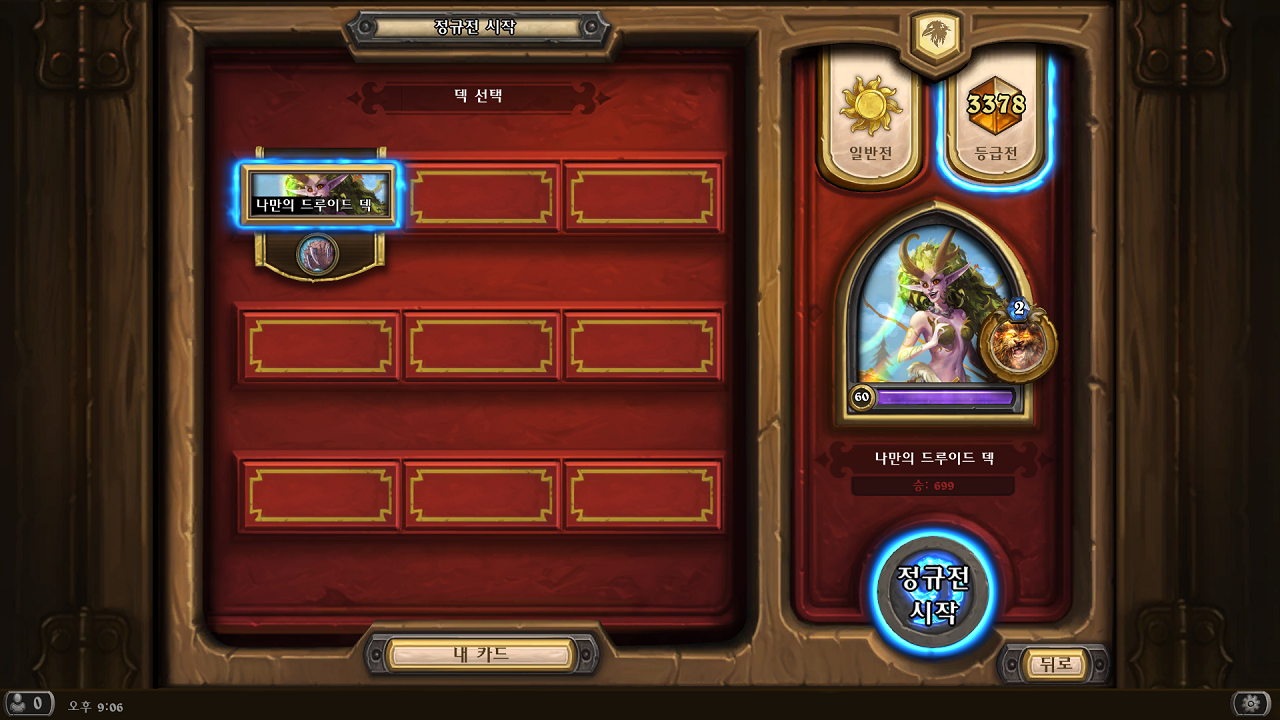 정규전 시작
덱 선택
나만의 드루이드 덱
3378
일반전
등급전
2
60
나만의 드루이드 덱
승: 699
정규전
시작
내 카드
뒤로
0
오후 9:06